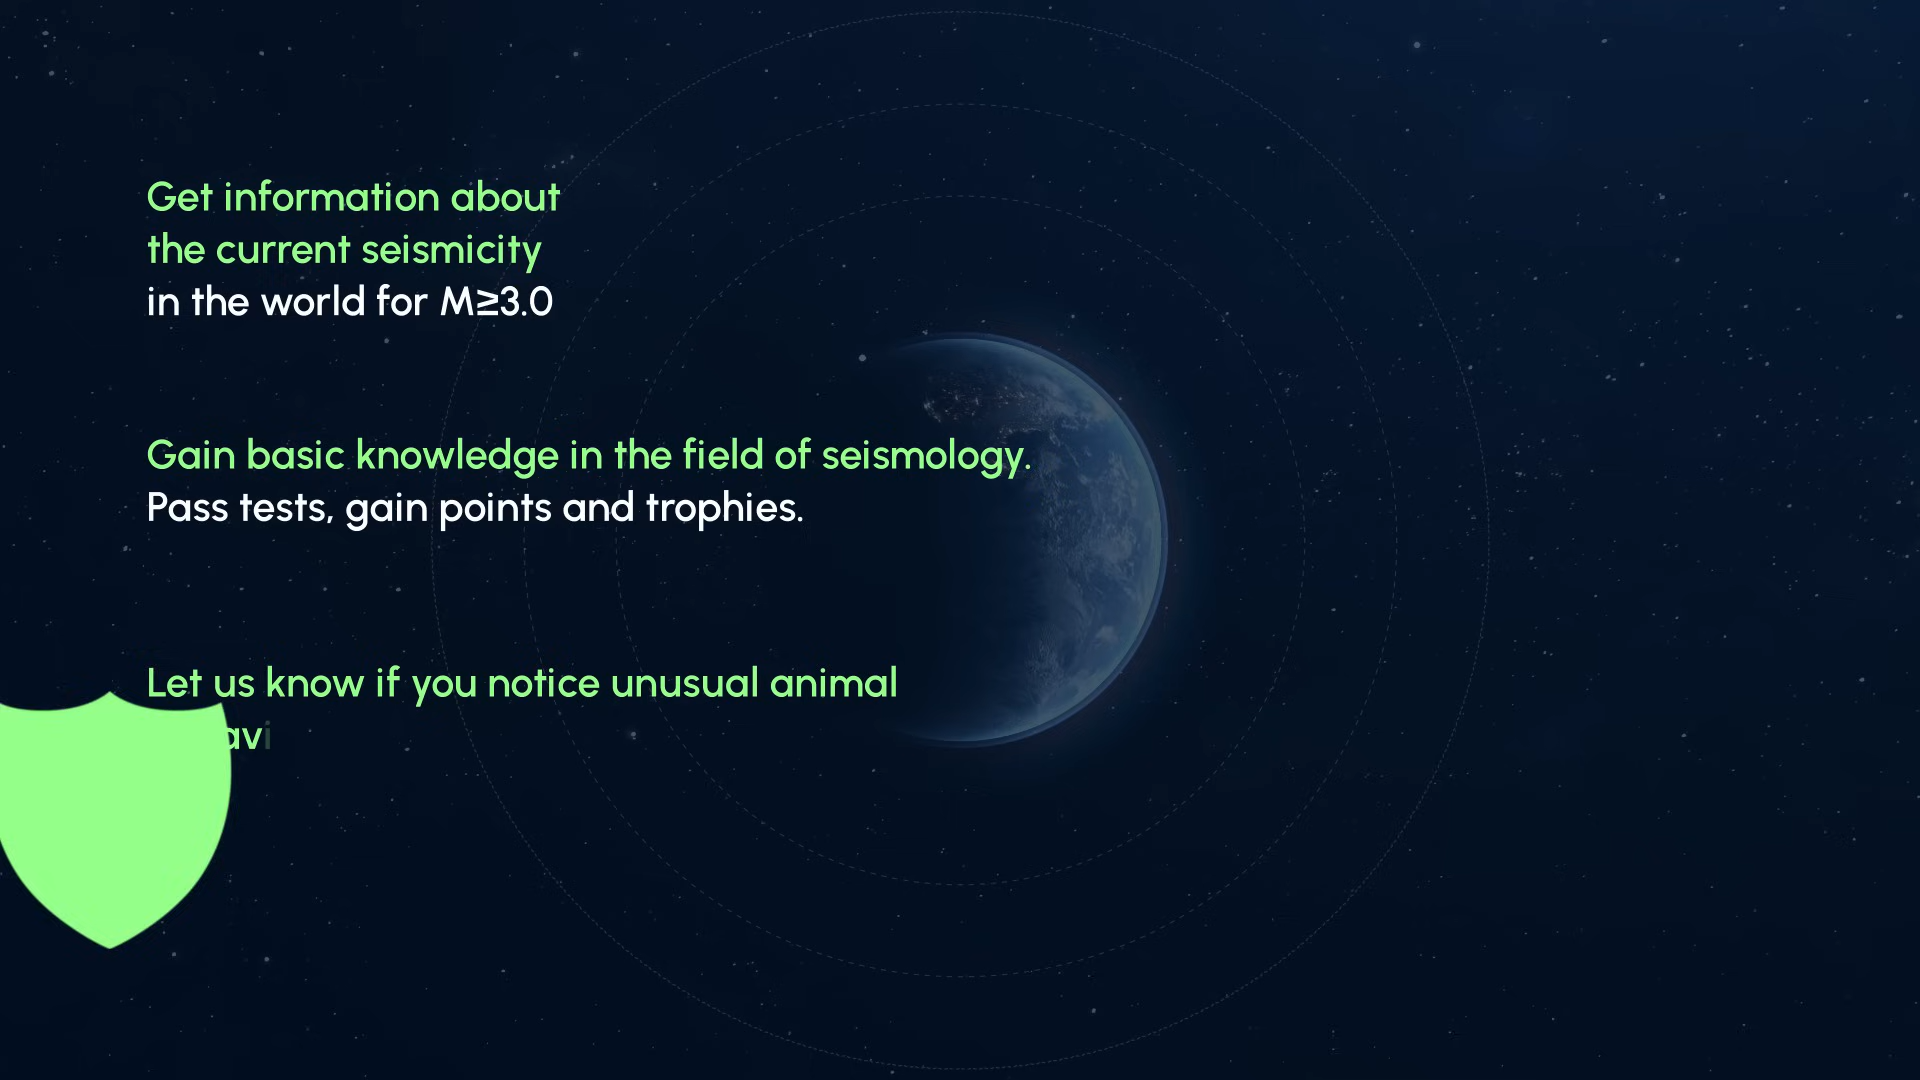 Get information about
the current seismicity
in the world for M≥3.0
Gain basic knowledge in the field of seismology.
Pass tests, gain points and trophies.
Let us know if you notice unusual animal